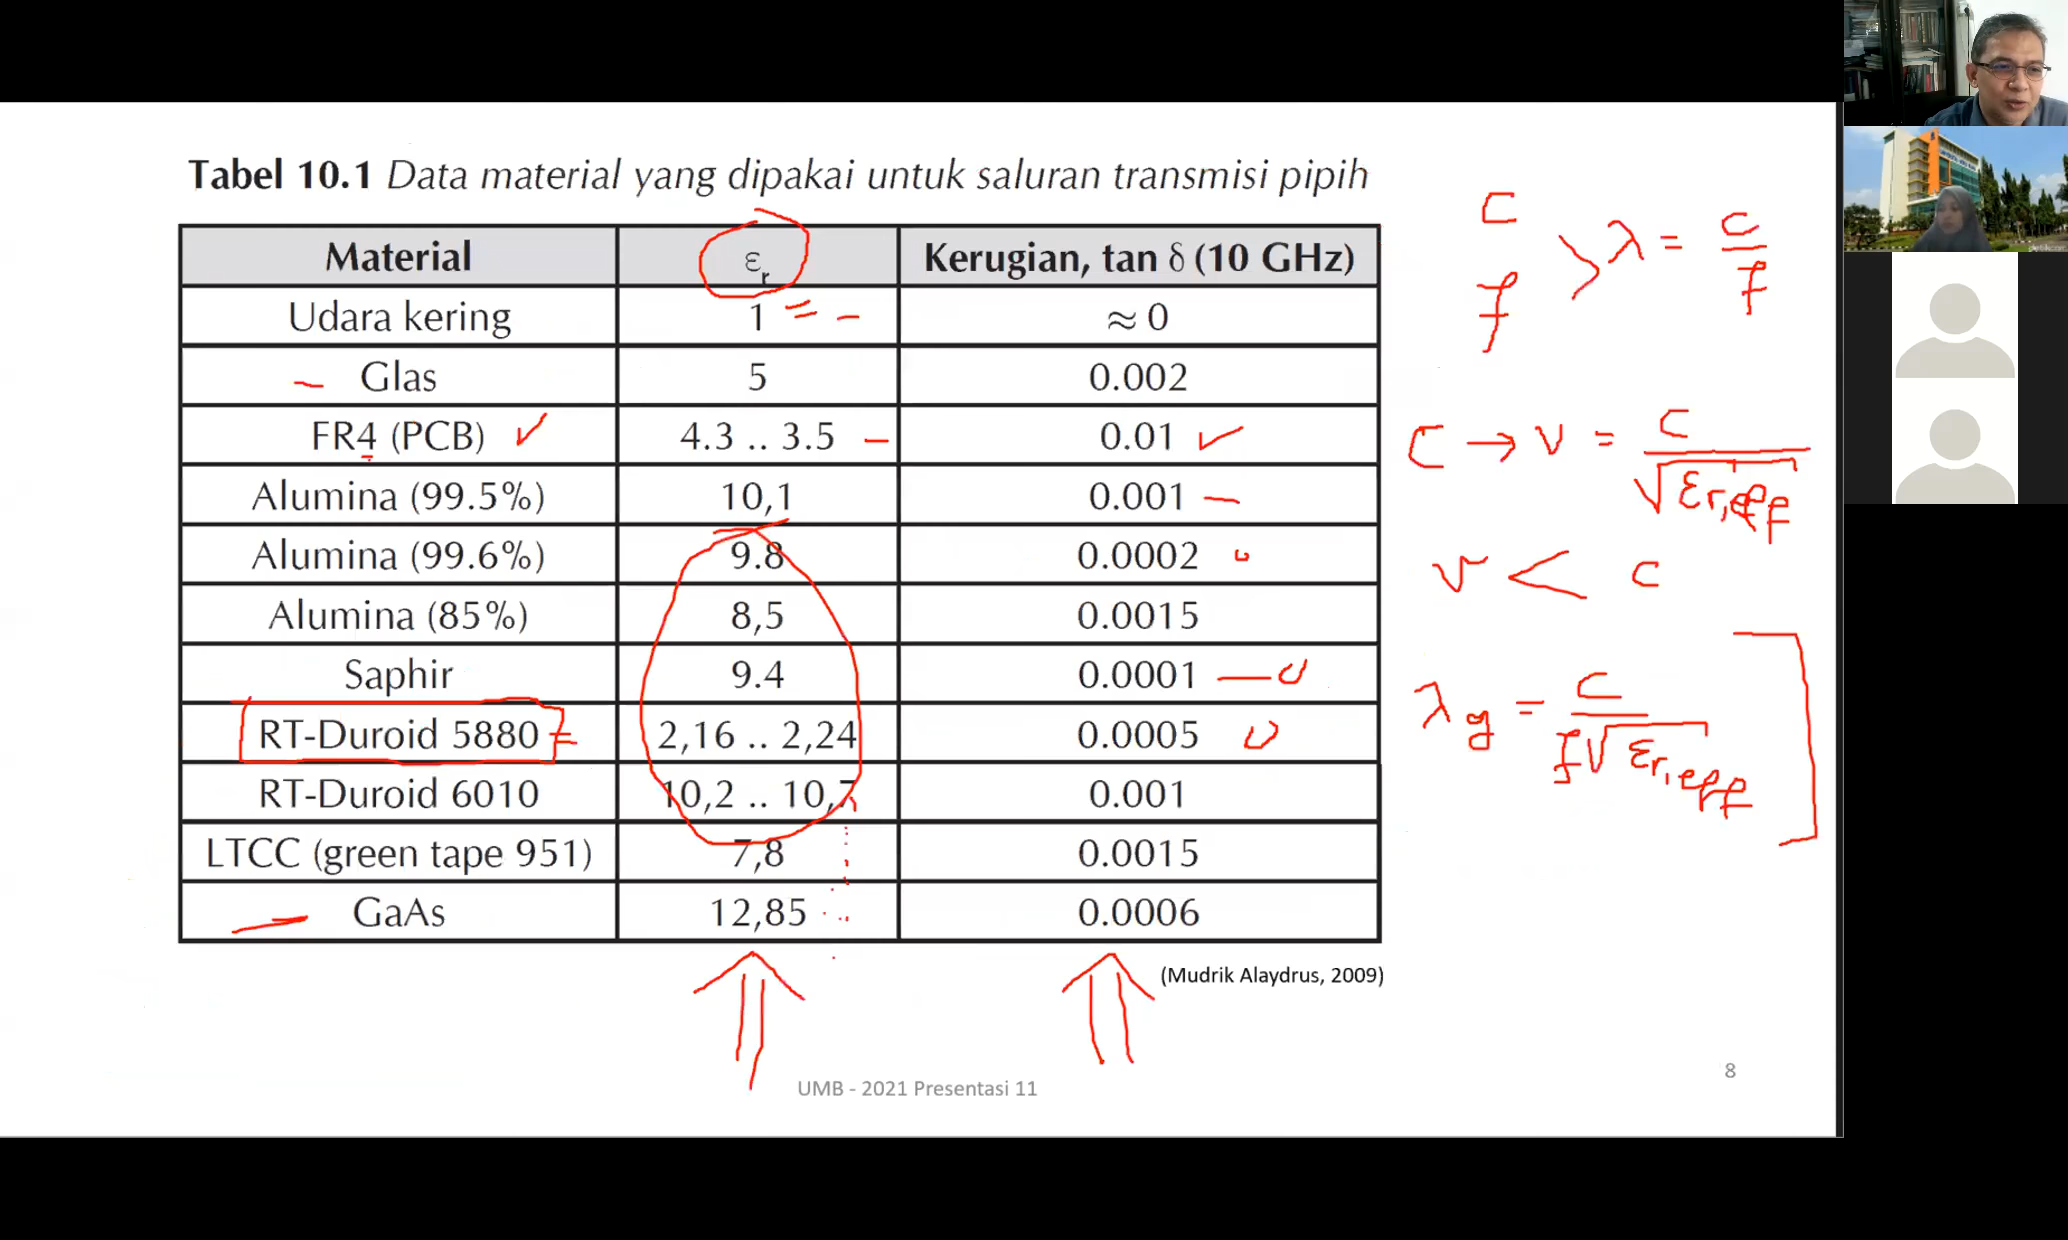 Tabel 10.1 Data material yang dipakai untuk saluran transmisi pipih
Material εr Kerugian, tan δ (10 GHz)
Udara kering 1 ≈ 0
Glas 5 0.002
FR4 (PCB) 4.3 .. 3.5 0.01
Alumina (99.5%) 10,1 0.001
Alumina (99.6%) 9.8 0.0002
Alumina (85%) 8,5 0.0015
Saphir 9.4 0.0001
RT-Duroid 5880 2,16 .. 2,24 0.0005
RT-Duroid 6010 10,2 .. 10,7 0.001
LTCC (green tape 951) 7,8 0.0015
GaAs 12,85 0.0006
(Mudrik Alaydrus, 2009)
UMB - 2021 Presentasi 11
8
c
f > λ = c/f
c → v = c/√εr,eff
v < c
λg = c/f√εr,eff